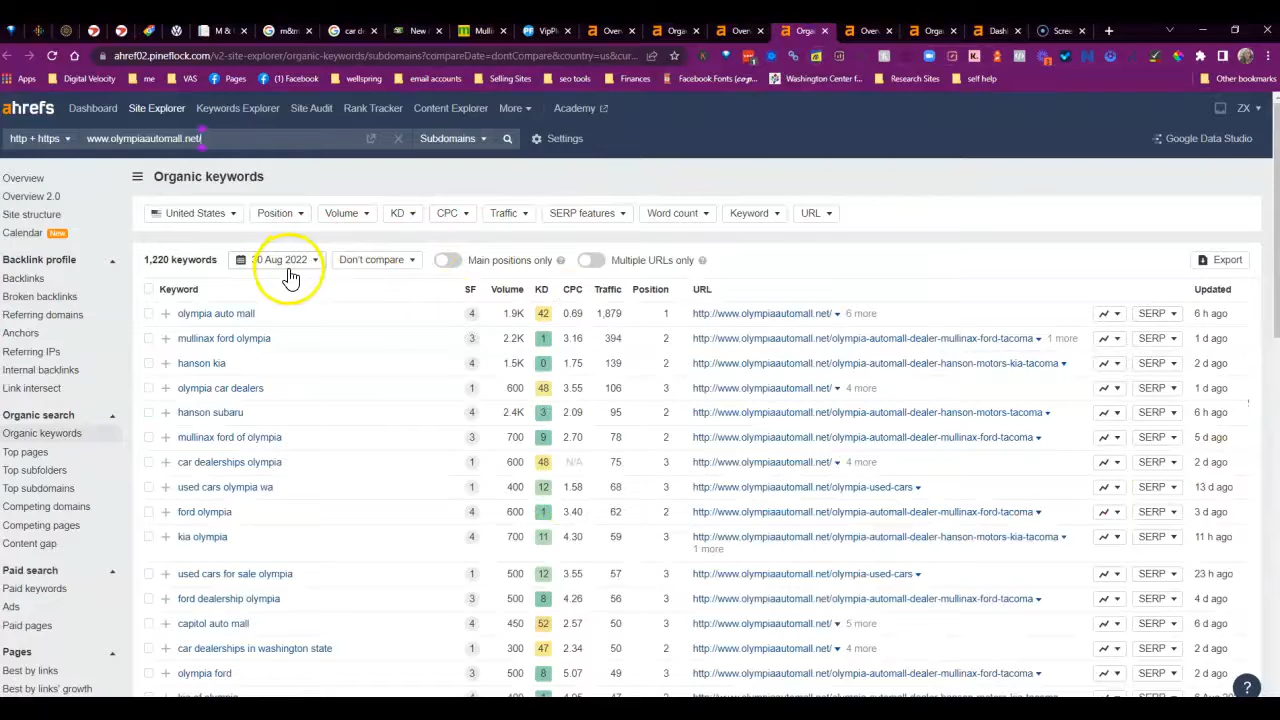 M & I
m&m
car de
New /
Mullin
VipPi
Over
Organ
Over
Orga
Over
Orga
Dash
Scree
ahref02.pineflock.com/v2-site-explorer/organic-keywords/subdomains?compareDate=dontCompare&country=us&cur...
Apps
Digital Velocity
me
VAS
Pages
(1) Facebook
wellspring
email accounts
Selling Sites
seo tools
Finances
Facebook Fonts (cop...
Washington Center f...
Research Sites
self help
Other bookmarks
ahrefs
Dashboard
Site Explorer
Keywords Explorer
Site Audit
Rank Tracker
Content Explorer
More
Academy
ZX
http + https
www.olympiaautomall.net/
Subdomains
Settings
Google Data Studio
Overview
Overview 2.0
Site structure
Calendar New
Backlink profile
Backlinks
Broken backlinks
Referring domains
Anchors
Referring IPs
Internal backlinks
Link intersect
Organic search
Organic keywords
Top pages
Top subfolders
Top subdomains
Competing domains
Competing pages
Content gap
Paid search
Paid keywords
Ads
Paid pages
Pages
Best by links
Best by links' growth
Organic keywords
United States
Position
Volume
KD
CPC
Traffic
SERP features
Word count
Keyword
URL
1,220 keywords
30 Aug 2022
Don't compare
Main positions only
Multiple URLs only
Export
Keyword SF Volume KD CPC Traffic Position URL Updated
olympia auto mall 4 1.9K 42 0.69 1,879 1 http://www.olympiaautomall.net/ 6 more SERP 6 h ago
mullinax ford olympia 3 2.2K 1 3.16 394 2 http://www.olympiaautomall.net/olympia-automall-dealer-mullinax-ford-tacoma 1 more SERP 1 d ago
hanson kia 4 1.5K 0 1.75 139 2 http://www.olympiaautomall.net/olympia-automall-dealer-hanson-motors-kia-tacoma SERP 2 d ago
olympia car dealers 1 600 48 3.55 106 3 http://www.olympiaautomall.net/ 4 more SERP 1 d ago
hanson subaru 4 2.4K 3 2.09 95 2 http://www.olympiaautomall.net/olympia-automall-dealer-hanson-motors-tacoma SERP 6 h ago
mullinax ford of olympia 3 700 9 2.70 78 2 http://www.olympiaautomall.net/olympia-automall-dealer-mullinax-ford-tacoma SERP 5 d ago
car dealerships olympia 1 600 48 N/A 75 3 http://www.olympiaautomall.net/ 4 more SERP 2 d ago
used cars olympia wa 1 400 12 1.58 68 3 http://www.olympiaautomall.net/olympia-used-cars SERP 13 d ago
ford olympia 4 600 1 3.40 62 2 http://www.olympiaautomall.net/olympia-automall-dealer-mullinax-ford-tacoma SERP 3 d ago
kia olympia 4 700 11 4.30 59 3 http://www.olympiaautomall.net/olympia-automall-dealer-hanson-motors-kia-tacoma SERP 11 h ago
1 more
used cars for sale olympia 1 500 12 3.55 57 3 http://www.olympiaautomall.net/olympia-used-cars SERP 23 h ago
ford dealership olympia 3 500 8 4.26 56 3 http://www.olympiaautomall.net/olympia-automall-dealer-mullinax-ford-tacoma SERP 4 d ago
capitol auto mall 4 450 52 2.57 50 3 http://www.olympiaautomall.net/ 5 more SERP 6 d ago
car dealerships in washington state 1 300 47 2.34 50 2 http://www.olympiaautomall.net/ 4 more SERP 2 d ago
olympia ford 3 500 8 5.07 49 3 http://www.olympiaautomall.net/olympia-automall-dealer-mullinax-ford-tacoma SERP 2 d ago
?